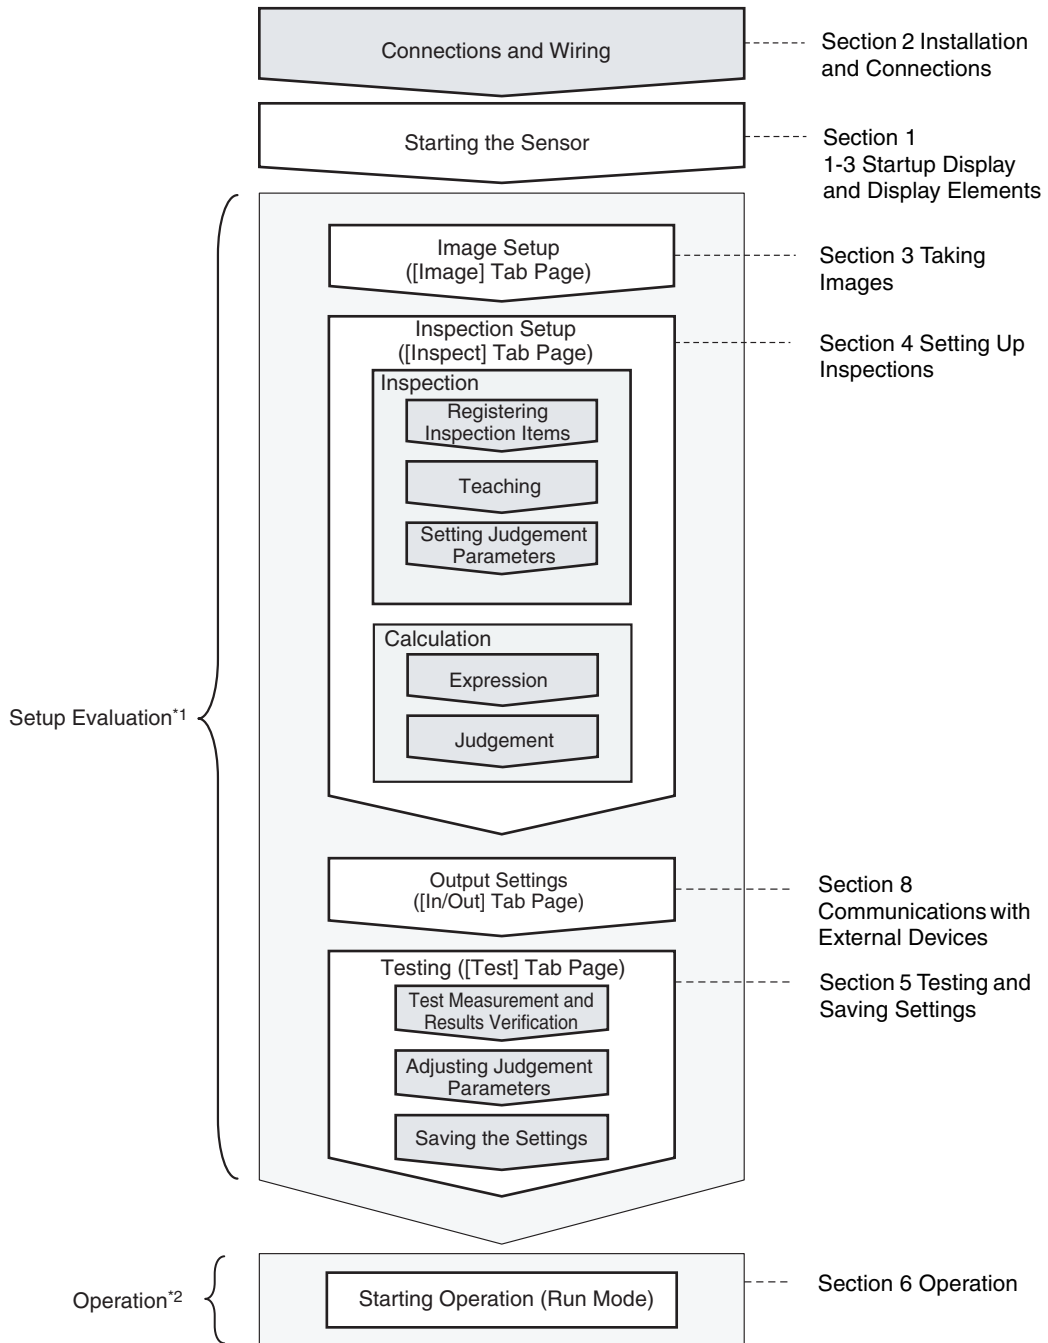 Connections and Wiring
Section 2 Installation
and Connections
Starting the Sensor
Section 1
1-3 Startup Display
and Display Elements
Image Setup
([Image] Tab Page)
Section 3 Taking
Images
Inspection Setup
([Inspect] Tab Page)
Section 4 Setting Up
Inspections
Inspection
Registering
Inspection Items
Teaching
Setting Judgement
Parameters
Calculation
Expression
Judgement
Setup Evaluation*1
Output Settings
([In/Out] Tab Page)
Section 8
Communications with
External Devices
Testing ([Test] Tab Page)
Section 5 Testing and
Saving Settings
Test Measurement and
Results Verification
Adjusting Judgement
Parameters
Saving the Settings
Operation*2
Starting Operation (Run Mode)
Section 6 Operation